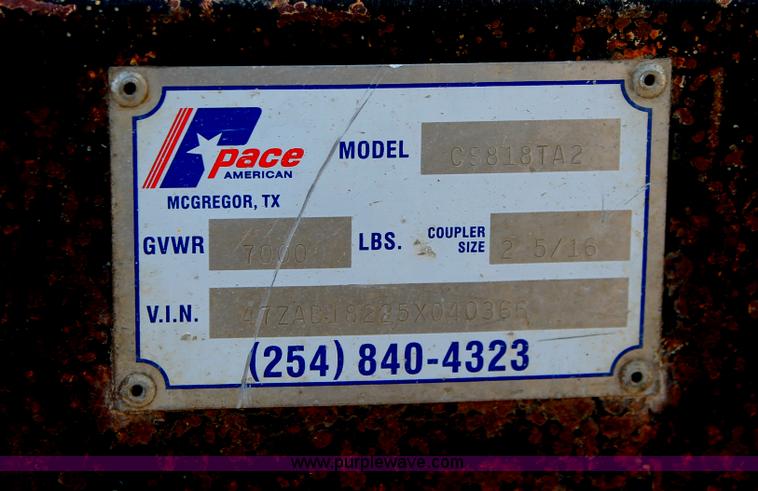 pace
AMERICAN
MCGREGOR, TX
MODEL CS818TA2
GVWR 7000 LBS. COUPLER SIZE 2 5/16
V.I.N.
(254) 840-4323
www.purplewave.com